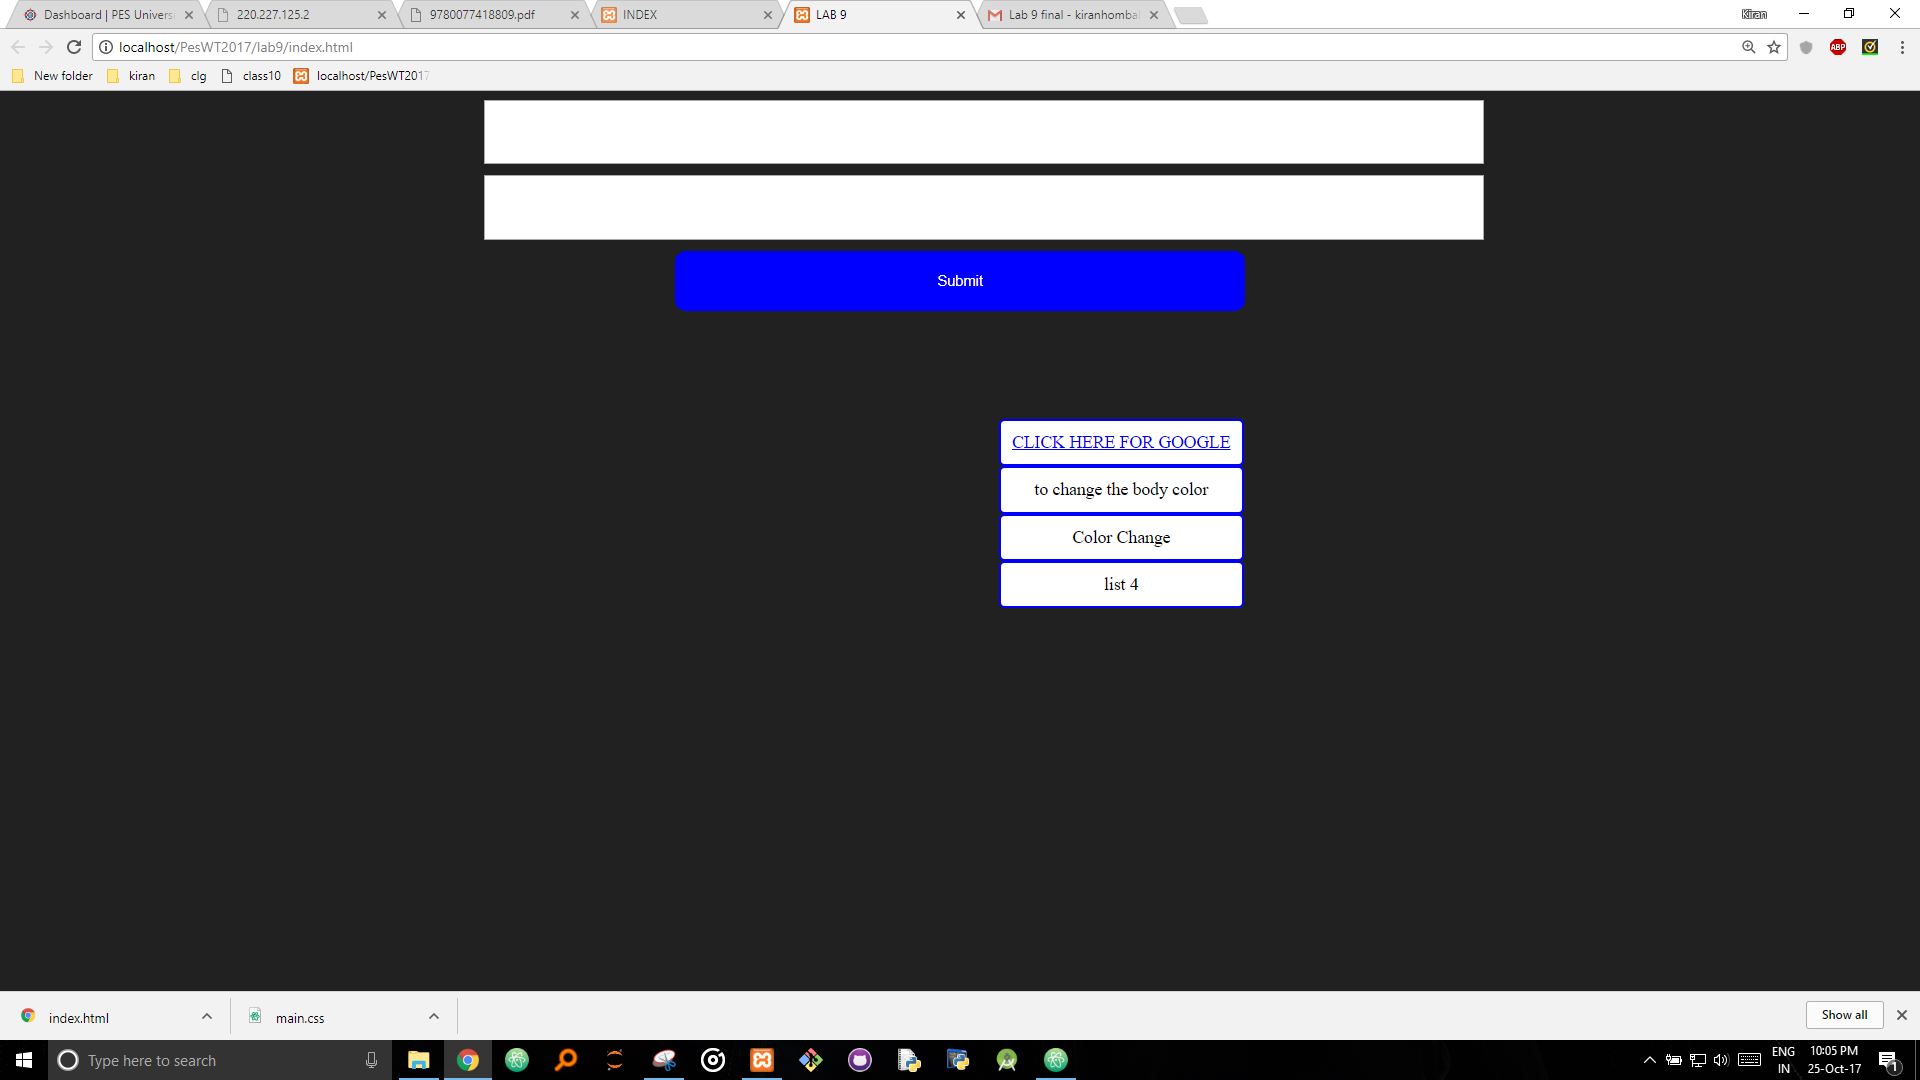 Dashboard | PES Univers
220.227.125.2
9780077418809.pdf
INDEX
LAB 9
Lab 9 final - kiranhomba
Kiran
localhost/PesWT2017/lab9/index.html
ABP
New folder
kiran
clg
class10
localhost/PesWT2017
Submit
CLICK HERE FOR GOOGLE
to change the body color
Color Change
list 4
index.html
main.css
Show all
Type here to search
ENG
IN
10:05 PM
25-Oct-17
1